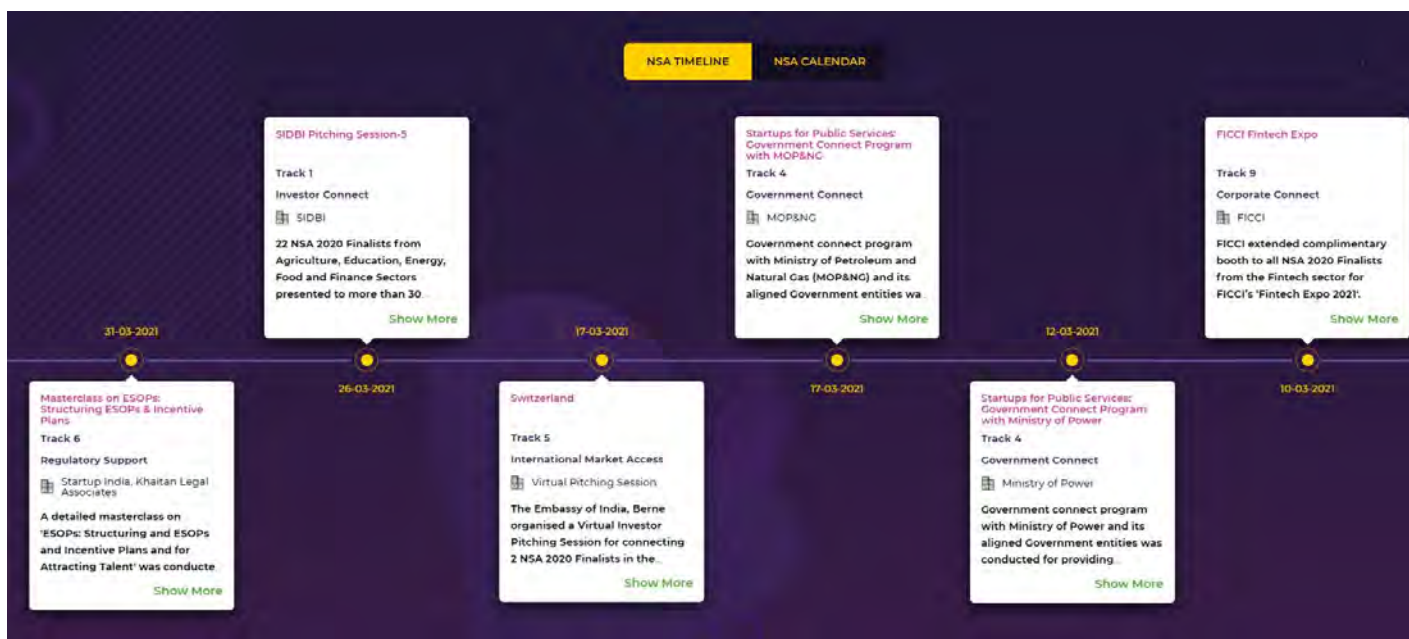 NSA TIMELINE
NSA CALENDAR
31-03-2021
Masterclass on ESOPs:
Structuring ESOPs & Incentive
Plans
Track 6
Regulatory Support
Startup India, Khaitan Legal
Associates
A detailed masterclass on
'ESOPs: Structuring and ESOPs
and Incentive Plans and for
Attracting Talent' was conducte
Show More
SIDBI Pitching Session-5
Track 1
Investor Connect
SIDBI
22 NSA 2020 Finalists from
Agriculture, Education, Energy,
Food and Finance Sectors
presented to more than 30
Show More
26-03-2021
17-03-2021
Switzerland
Track 5
International Market Access
Virtual Pitching Session
The Embassy of India, Berne
organised a Virtual Investor
Pitching Session for connecting
2 NSA 2020 Finalists in the...
Show More
Startups for Public Services:
Government Connect Program
with MOP&NG
Track 4
Government Connect
MOP&NG
Government connect program
with Ministry of Petroleum and
Natural Gas (MOP&NG) and its
aligned Government entities wa
Show More
17-03-2021
12-03-2021
Startups for Public Services:
Government Connect Program
with Ministry of Power
Track 4
Government Connect
Ministry of Power
Government connect program
with Ministry of Power and its
aligned Government entities was
conducted for providing...
Show More
FICCI Fintech Expo
Track 9
Corporate Connect
FICCI
FICCI extended complimentary
booth to all NSA 2020 Finalists
from the Fintech sector for
FICCI's 'Fintech Expo 2021'.
Show More
10-03-2021